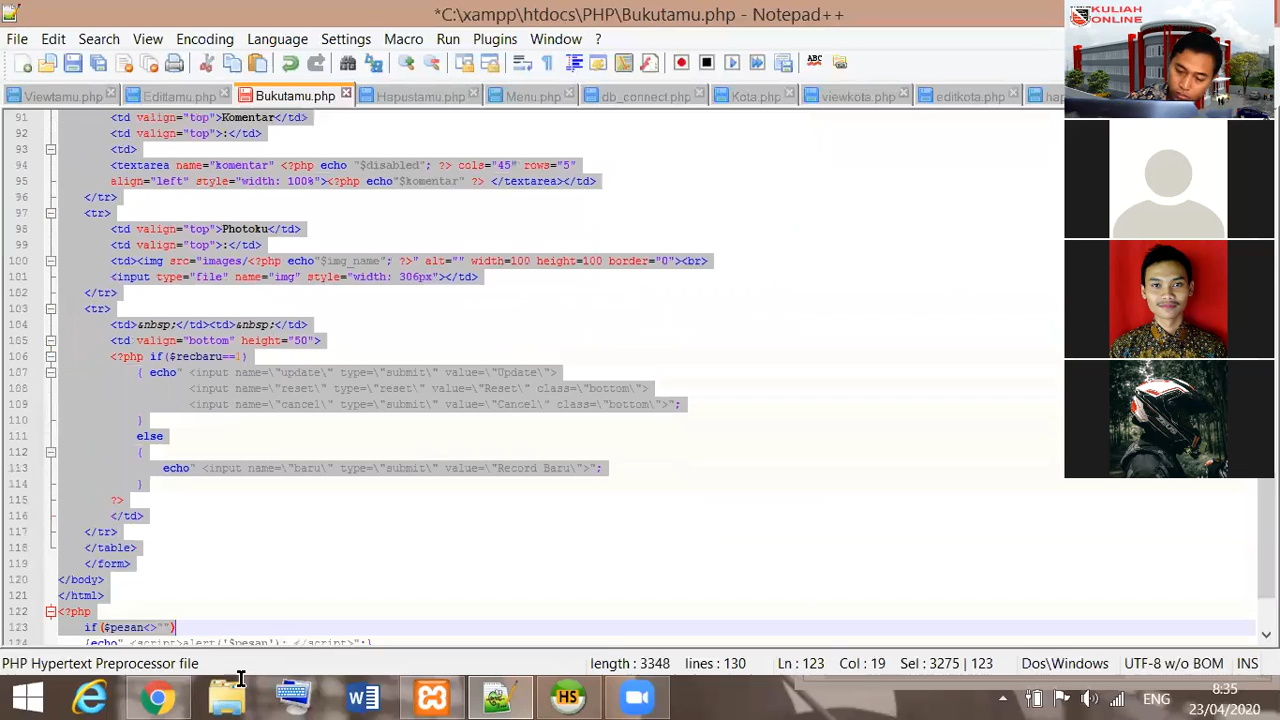 *C:\xampp\htdocs\PHP\Bukutamu.php - Notepad++
File Edit Search View Encoding Language Settings Macro Run Plugins Window ?
Viewtamu.php Edittamu.php Bukutamu.php Hapustamu.php Menu.php db_connect.php Kota.php viewkota.php editkota.php hap
91 <td valign="top">Komentar</td>
92 <td valign="top">:</td>
93 <td>
94 <textarea name="komentar" <?php echo "$disabled"; ?> cols="45" rows="5"
95 align="left" style="width: 100%"><?php echo"$komentar" ?> </textarea></td>
96 </tr>
97 <tr>
98 <td valign="top">Photoku</td>
99 <td valign="top">:</td>
100 <td><img src="images/<?php echo"$img_name"; ?>" alt="" width=100 height=100 border="0"><br>
101 <input type="file" name="img" style="width: 306px"></td>
102 </tr>
103 <tr>
104 <td>&nbsp;</td><td>&nbsp;</td>
105 <td valign="bottom" height="50">
106 <?php if($recbaru==1)
107 { echo" <input name=\"update\" type=\"submit\" value=\"Update\">
108 <input name=\"reset\" type=\"reset\" value=\"Reset\" class=\"bottom\">
109 <input name=\"cancel\" type=\"submit\" value=\"Cancel\" class=\"bottom\">";
110 }
111 else
112 {
113 echo" <input name=\"baru\" type=\"submit\" value=\"Record Baru\">";
114 }
115 ?>
116 </td>
117 </tr>
118 </table>
119 </form>
120 </body>
121 </html>
122 <?php
123 if($pesan<>"")
124 {echo" <script>alert('$pesan'); </script>";}
PHP Hypertext Preprocessor file length : 3348 lines : 130 Ln : 123 Col : 19 Sel : 3275 | 123 Dos\Windows UTF-8 w/o BOM INS
KULIAH
ONLINE
ABC
HS
ENG
8:35
23/04/2020